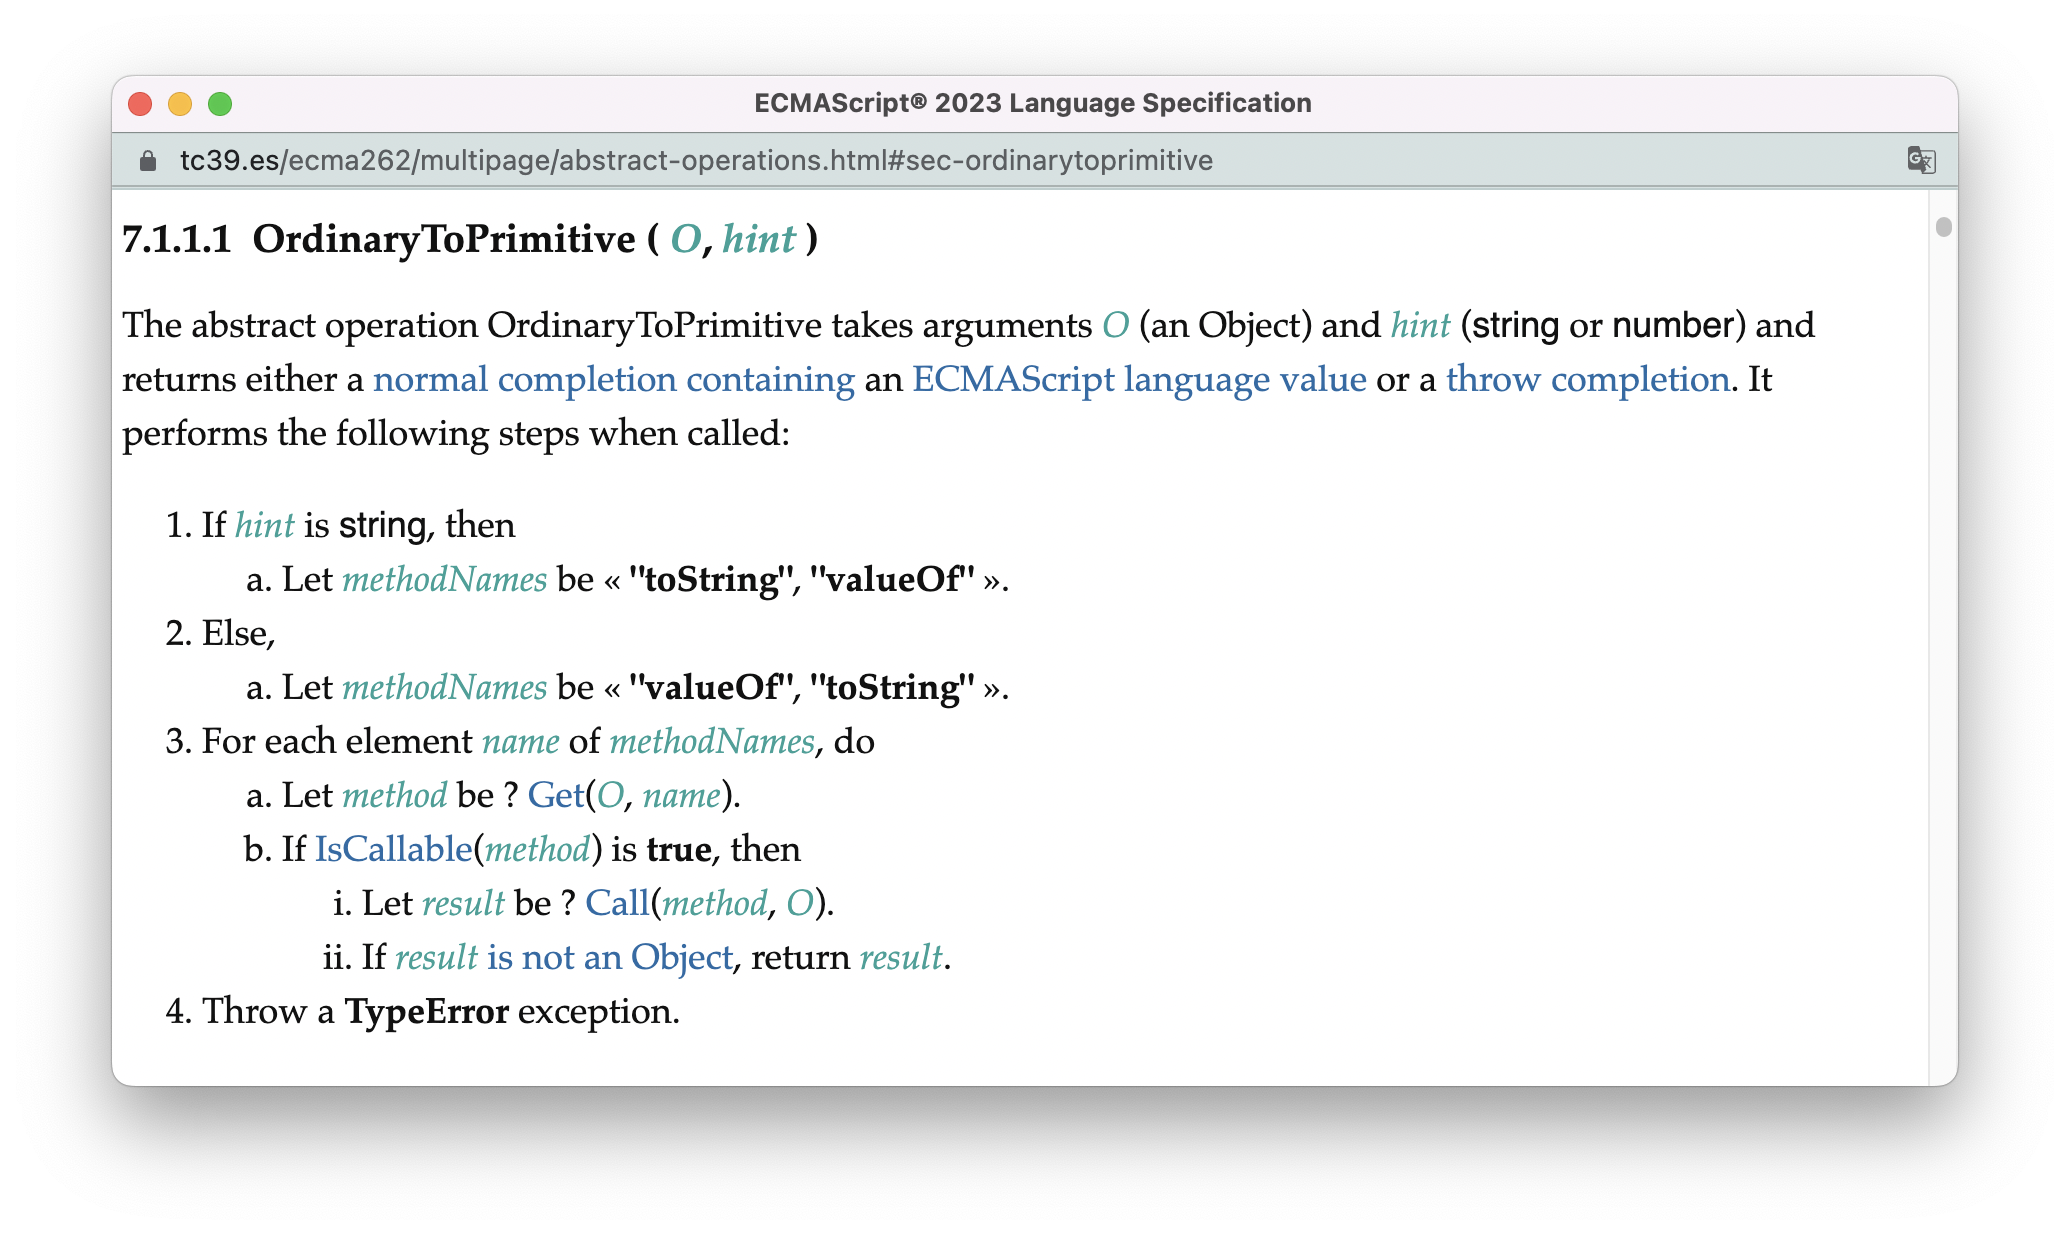 ECMAScript® 2023 Language Specification
tc39.es/ecma262/multipage/abstract-operations.html#sec-ordinarytoprimitive
7.1.1.1 OrdinaryToPrimitive ( O, hint )
The abstract operation OrdinaryToPrimitive takes arguments O (an Object) and hint (string or number) and
returns either a normal completion containing an ECMAScript language value or a throw completion. It
performs the following steps when called:
1. If hint is string, then
a. Let methodNames be « "toString", "valueOf" ».
2. Else,
a. Let methodNames be « "valueOf", "toString" ».
3. For each element name of methodNames, do
a. Let method be ? Get(O, name).
b. If IsCallable(method) is true, then
i. Let result be ? Call(method, O).
ii. If result is not an Object, return result.
4. Throw a TypeError exception.